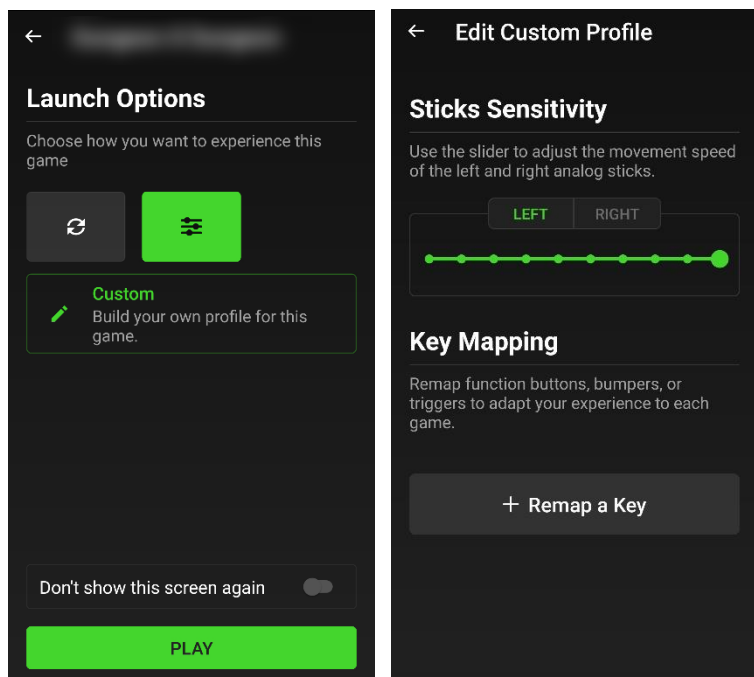 Launch Options
Choose how you want to experience this
game
Custom
Build your own profile for this
game.
Don't show this screen again
PLAY
Edit Custom Profile
Sticks Sensitivity
Use the slider to adjust the movement speed
of the left and right analog sticks.
LEFT RIGHT
Key Mapping
Remap function buttons, bumpers, or
triggers to adapt your experience to each
game.
+ Remap a Key